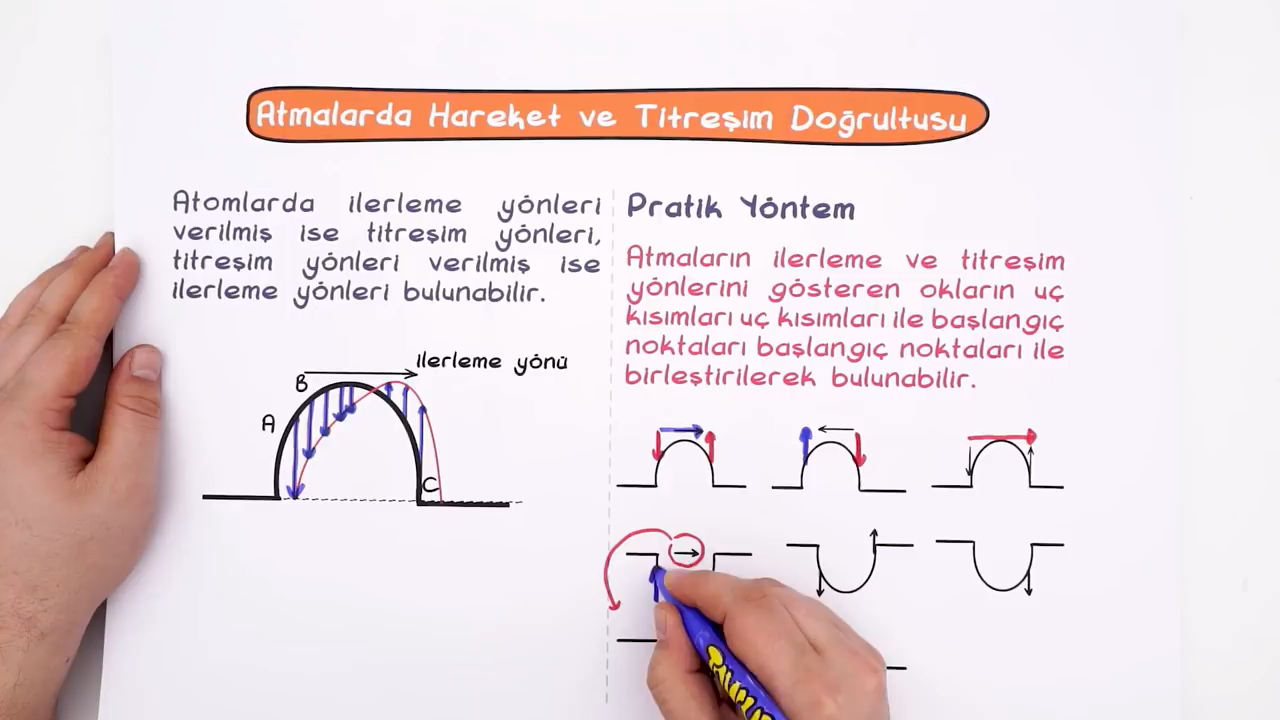 Atmalarda Hareket ve Titreşim Doğrultusu
Atomlarda ilerleme yönleri
verilmiş ise titreşim yönleri,
titreşim yönleri verilmiş ise
ilerleme yönleri bulunabilir.
ilerleme yönü
B
A
C
Pratik Yöntem
Atmaların ilerleme ve titreşim
yönlerini gösteren okların uç
kısımları uç kısımları ile başlangıç
noktaları başlangıç noktaları ile
birleştirilerek bulunabilir.